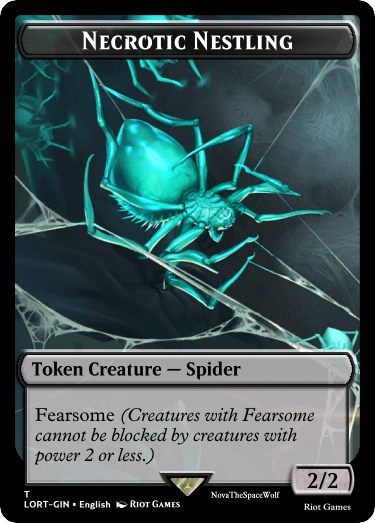 NECROTIC NESTLING
Token Creature — Spider
Fearsome (Creatures with Fearsome
cannot be blocked by creatures with
power 2 or less.)
2/2
T
LORT-GIN • English RIOT GAMES
NovaTheSpaceWolf
Riot Games